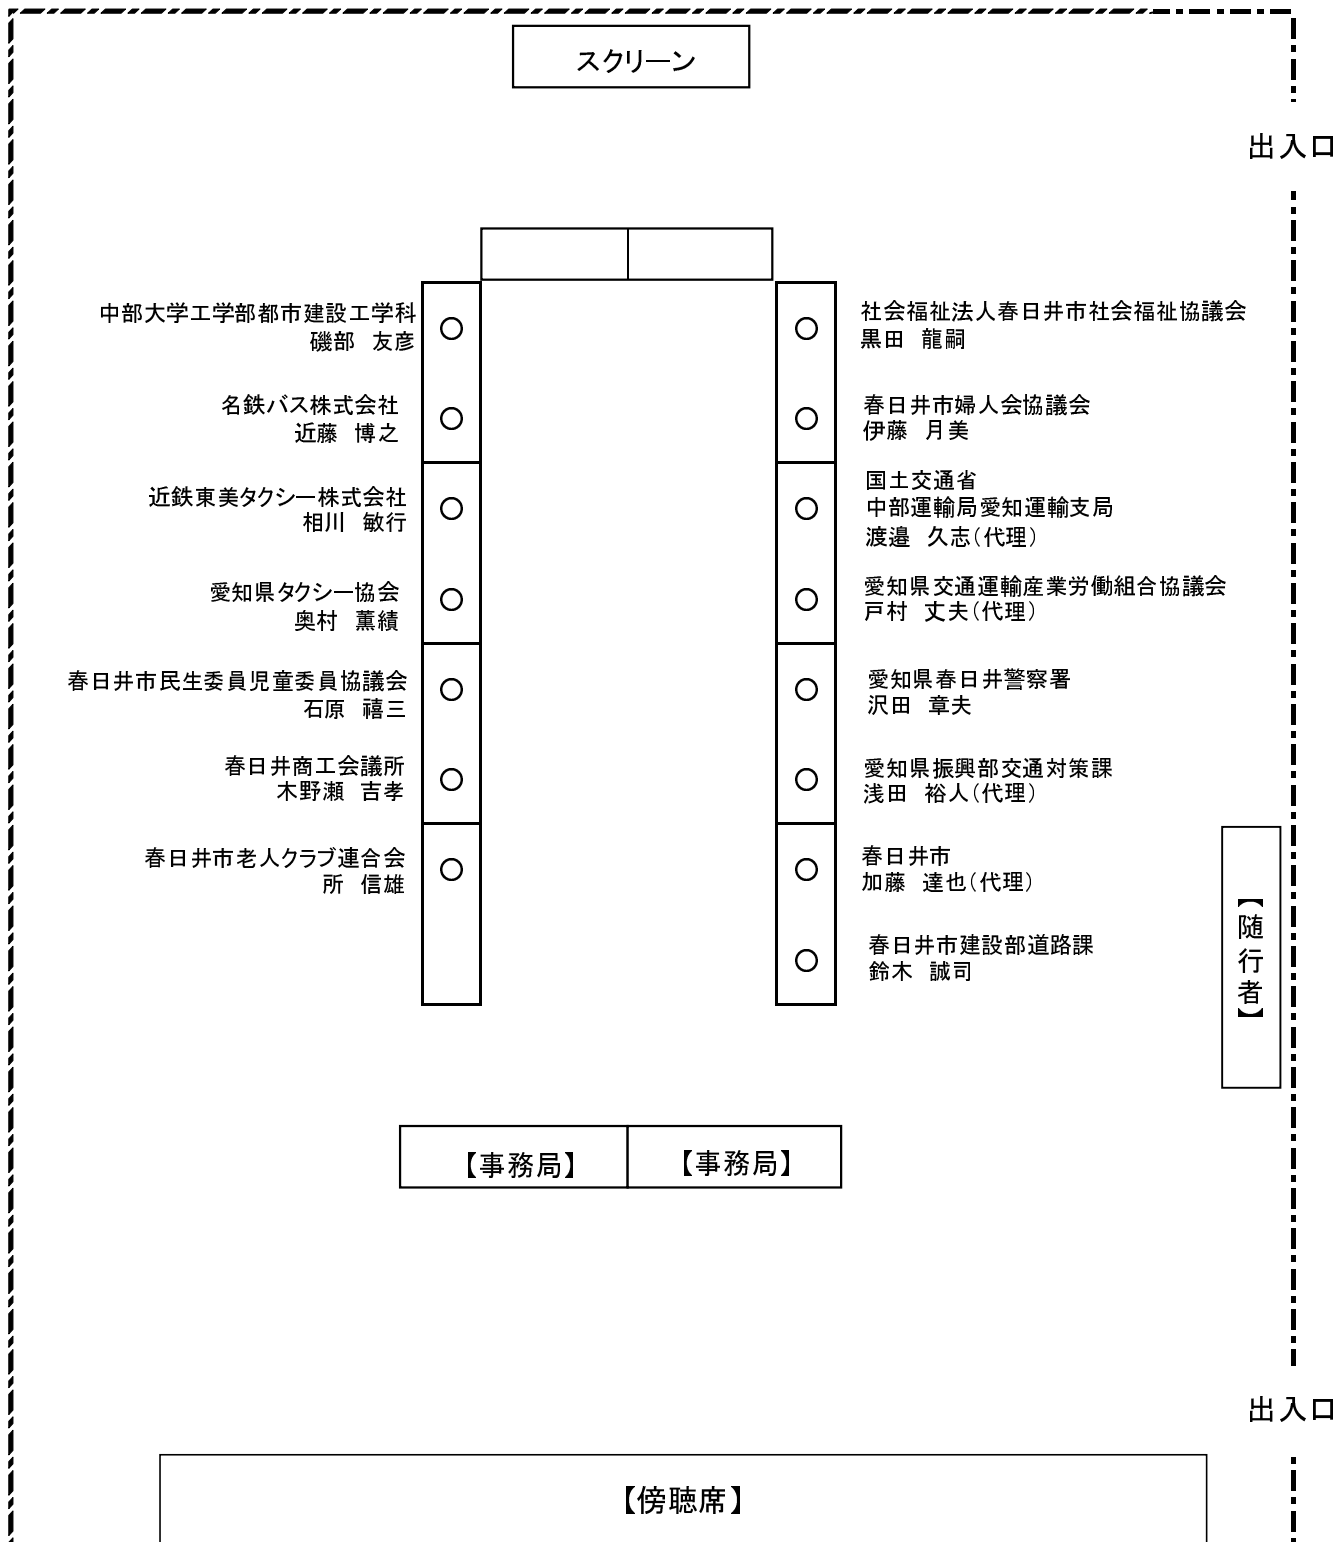 スクリーン
出入口
中部大学工学部都市建設工学科
磯部　友彦
名鉄バス株式会社
近藤　博之
近鉄東美タクシー株式会社
相川　敏行
愛知県タクシー協会
奥村　薫績
春日井市民生委員児童委員協議会
石原　禧三
春日井商工会議所
木野瀬　吉孝
春日井市老人クラブ連合会
所　信雄
社会福祉法人春日井市社会福祉協議会
黒田　龍嗣
春日井市婦人会協議会
伊藤　月美
国土交通省
中部運輸局愛知運輸支局
渡邉　久志（代理）
愛知県交通運輸産業労働組合協議会
戸村　丈夫（代理）
愛知県春日井警察署
沢田　章夫
愛知県振興部交通対策課
浅田　裕人（代理）
春日井市
加藤　達也（代理）
春日井市建設部道路課
鈴木　誠司
【随行者】
【事務局】
【事務局】
出入口
【傍聴席】